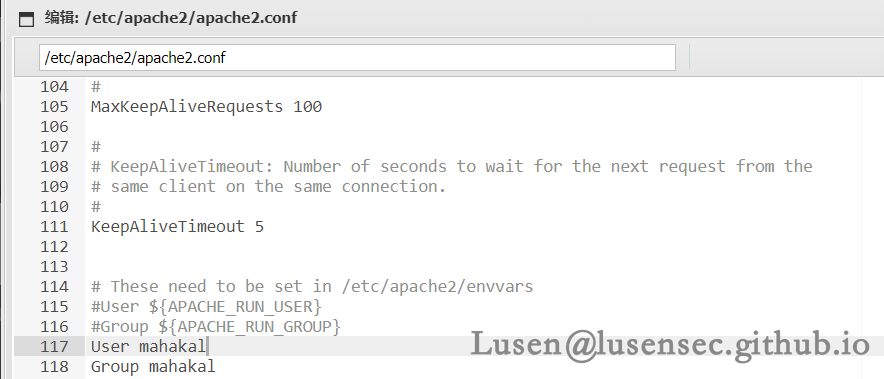 编辑: /etc/apache2/apache2.conf
/etc/apache2/apache2.conf
104 #
105 MaxKeepAliveRequests 100
106
107 #
108 # KeepAliveTimeout: Number of seconds to wait for the next request from the
109 # same client on the same connection.
110 #
111 KeepAliveTimeout 5
112
113
114 # These need to be set in /etc/apache2/envvars
115 #User ${APACHE_RUN_USER}
116 #Group ${APACHE_RUN_GROUP}
117 User mahakal
118 Group mahakal
Lusen@lusensec.github.io